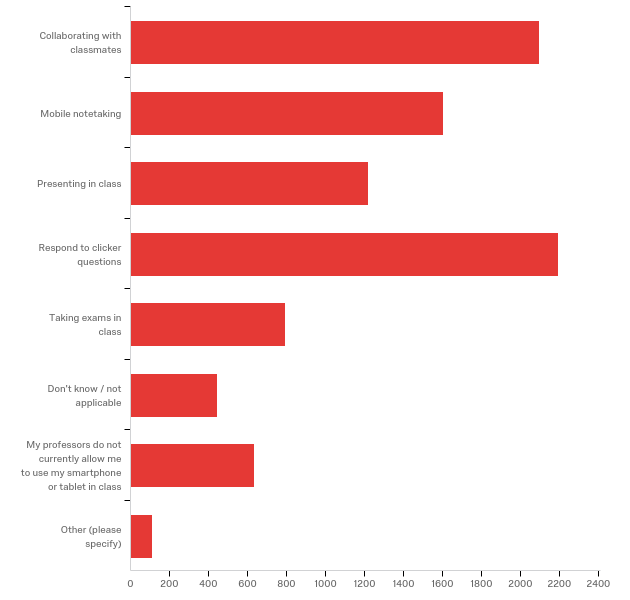 Collaborating with
classmates
Mobile notetaking
Presenting in class
Respond to clicker
questions
Taking exams in
class
Don't know / not
applicable
My professors do not
currently allow me
to use my smartphone
or tablet in class
Other (please
specify)
0 200 400 600 800 1000 1200 1400 1600 1800 2000 2200 2400